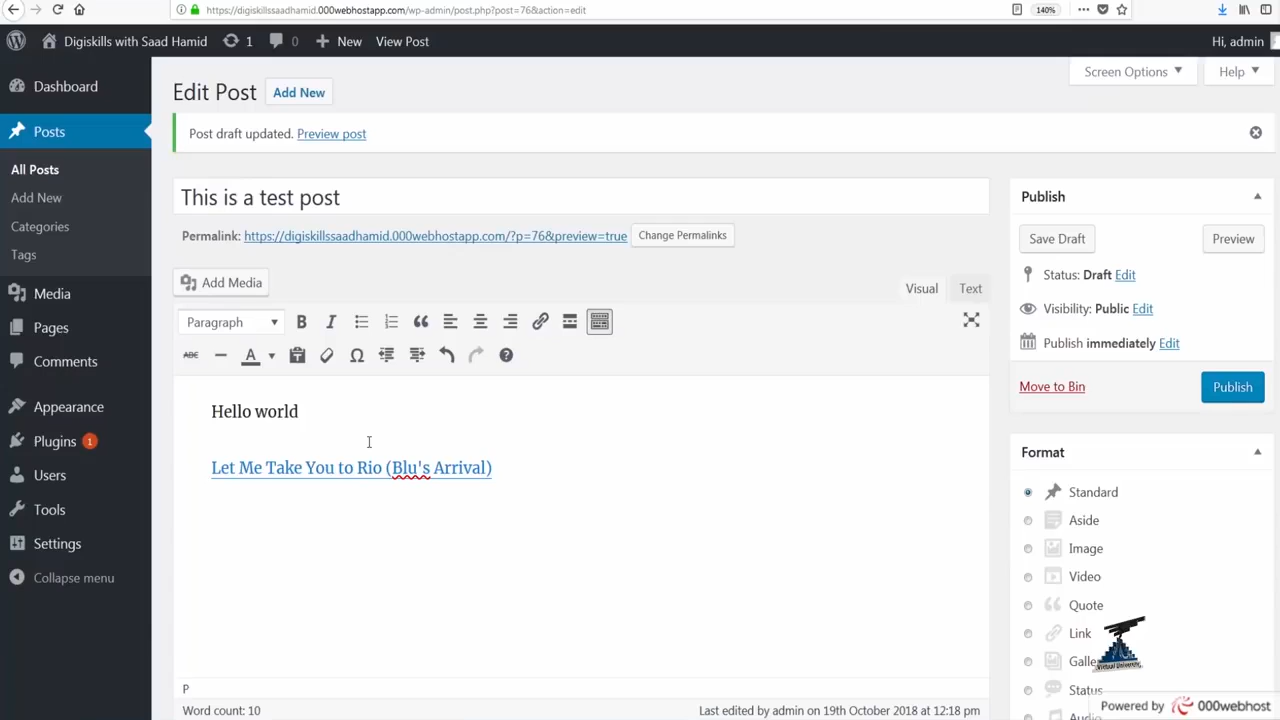 https://digiskillssaadhamid.000webhostapp.com/wp-admin/post.php?post=76&action=edit
140%
Digiskills with Saad Hamid
1
0
New
View Post
Hi, admin
Dashboard
Posts
All Posts
Add New
Categories
Tags
Media
Pages
Comments
Appearance
Plugins 1
Users
Tools
Settings
Collapse menu
Screen Options
Help
Edit Post
Add New
Post draft updated. Preview post
This is a test post
Permalink: https://digiskillssaadhamid.000webhostapp.com/?p=76&preview=true
Change Permalinks
Add Media
Visual
Text
Paragraph
B
I
ABC
A
Hello world
Let Me Take You to Rio (Blu's Arrival)
P
Word count: 10
Last edited by admin on 19th October 2018 at 12:18 pm
Publish
Save Draft
Preview
Status: Draft Edit
Visibility: Public Edit
Publish immediately Edit
Move to Bin
Publish
Format
Standard
Aside
Image
Video
Quote
Link
Status
Powered by 000webhost